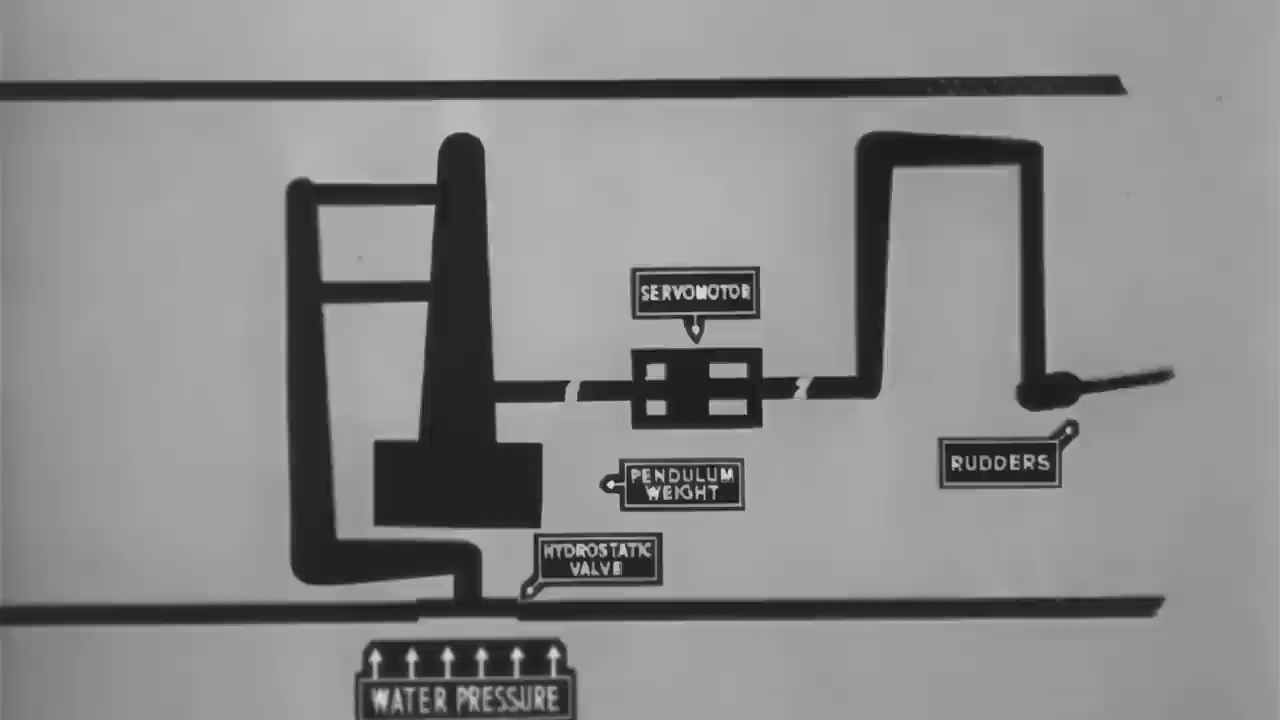 SERVOMOTOR
PENDULUM
WEIGHT
RUDDERS
HYDROSTATIC
VALVE
WATER PRESSURE